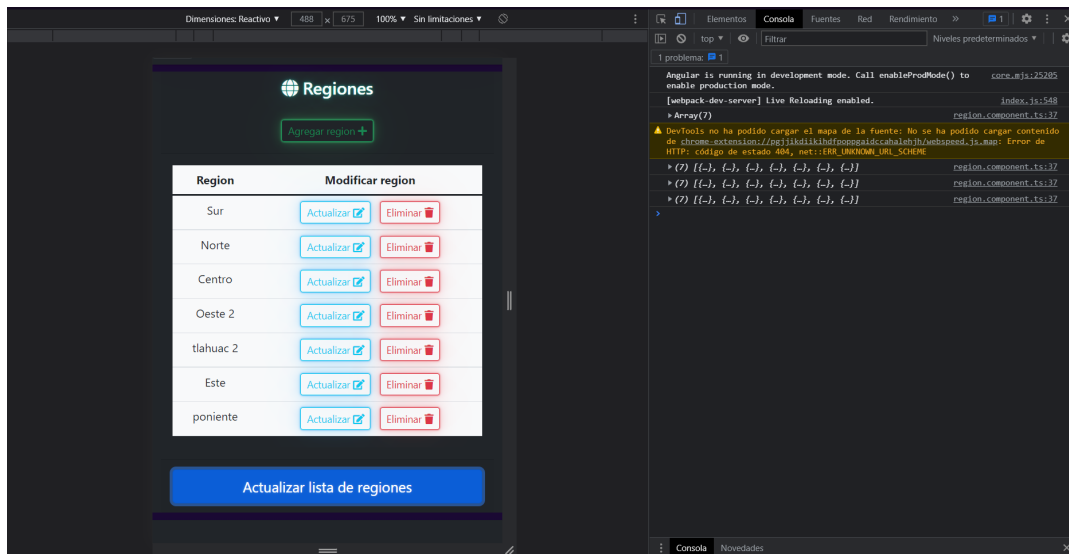 Dimensiones: Reactivo ▼ 488 × 675 100% ▼ Sin limitaciones ▼
Regiones
Agregar region +
Region Modificar region
Sur Actualizar Eliminar
Norte Actualizar Eliminar
Centro Actualizar Eliminar
Oeste 2 Actualizar Eliminar
tlahuac 2 Actualizar Eliminar
Este Actualizar Eliminar
poniente Actualizar Eliminar
Actualizar lista de regiones
Elementos Consola Fuentes Red Rendimiento » 1
top ▼ Filtrar Niveles predeterminados ▼
1 problema: 1
Angular is running in development mode. Call enableProdMode() to core.mjs:25205
enable production mode.
[webpack-dev-server] Live Reloading enabled. index.js:548
▶ Array(7) region.component.ts:37
DevTools no ha podido cargar el mapa de la fuente: No se ha podido cargar contenido
de chrome-extension://pgjjikdiikihdfpoppgaidccahalehjh/webspeed.js.map: Error de
HTTP: código de estado 404, net::ERR_UNKNOWN_URL_SCHEME
▶ (7) [{…}, {…}, {…}, {…}, {…}, {…}, {…}] region.component.ts:37
▶ (7) [{…}, {…}, {…}, {…}, {…}, {…}, {…}] region.component.ts:37
▶ (7) [{…}, {…}, {…}, {…}, {…}, {…}, {…}] region.component.ts:37
Consola Novedades